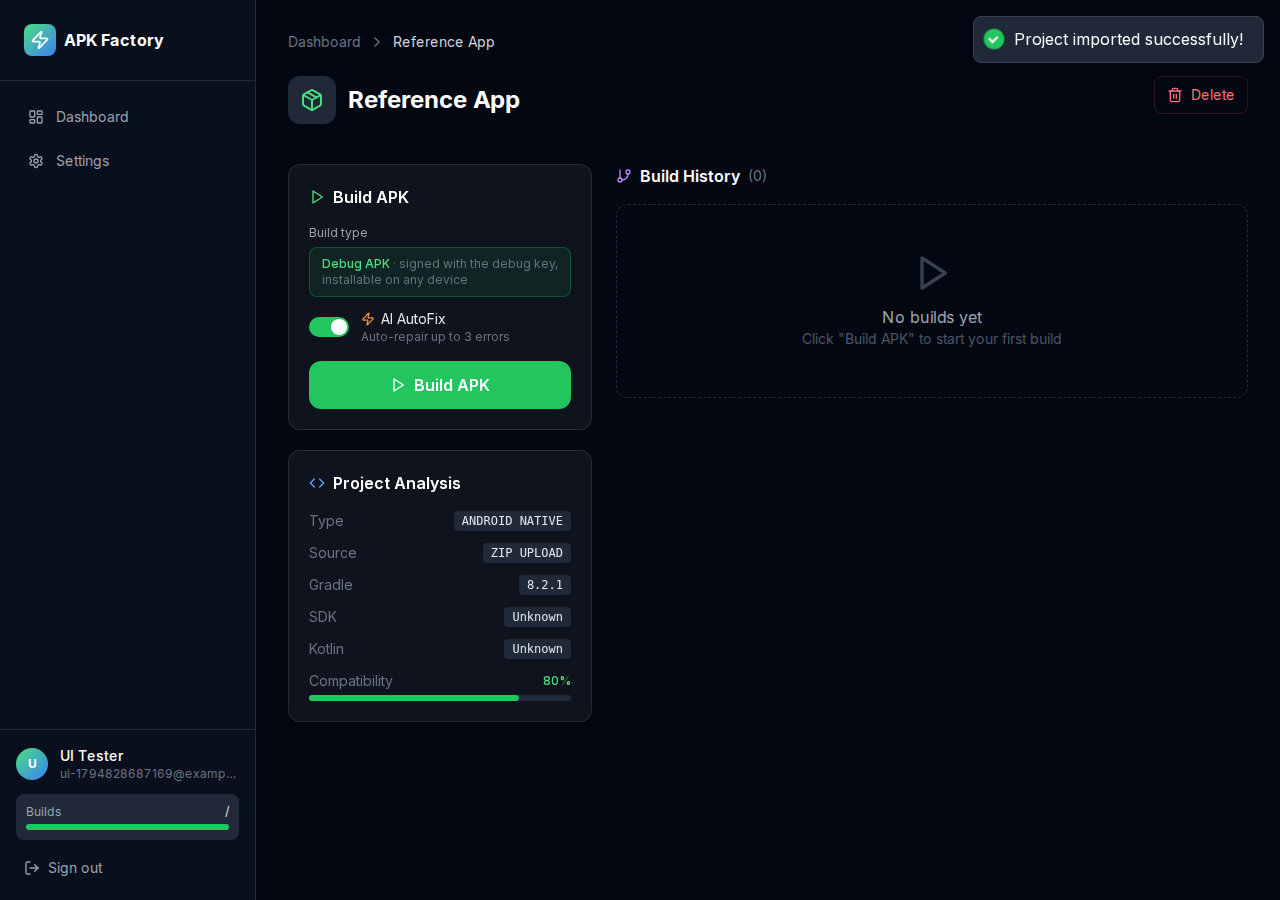 APK Factory
Dashboard
Settings
UI Tester
ui-1794828687169@examp...
Builds /
Sign out
Dashboard > Reference App
Project imported successfully!
Reference App
Delete
Build APK
Build type
Debug APK · signed with the debug key,
installable on any device
AI AutoFix
Auto-repair up to 3 errors
Build APK
Project Analysis
Type ANDROID NATIVE
Source ZIP UPLOAD
Gradle 8.2.1
SDK Unknown
Kotlin Unknown
Compatibility 80%
Build History (0)
No builds yet
Click "Build APK" to start your first build
U